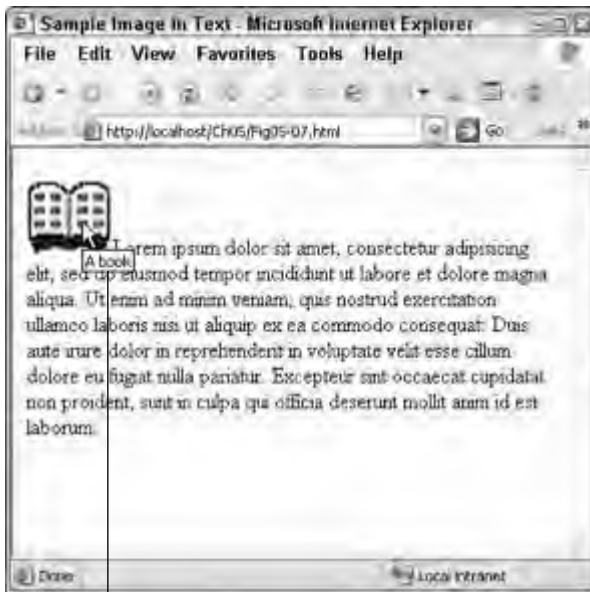 Sample Image In Text - Microsoft Internet Explorer
File Edit View Favorites Tools Help
http://localhost/Ch05/Fig05-07.html Go
A book
Lorem ipsum dolor sit amet, consectetur adipisicing
elit, sed do eiusmod tempor incididunt ut labore et dolore magna
aliqua. Ut enim ad minim veniam, quis nostrud exercitation
ullamco laboris nisi ut aliquip ex ea commodo consequat. Duis
aute irure dolor in reprehenderit in voluptate velit esse cillum
dolore eu fugiat nulla pariatur. Excepteur sint occaecat cupidatat
non proident, sunt in culpa qui officia deserunt mollit anim id est
laborum.
Done Local intranet